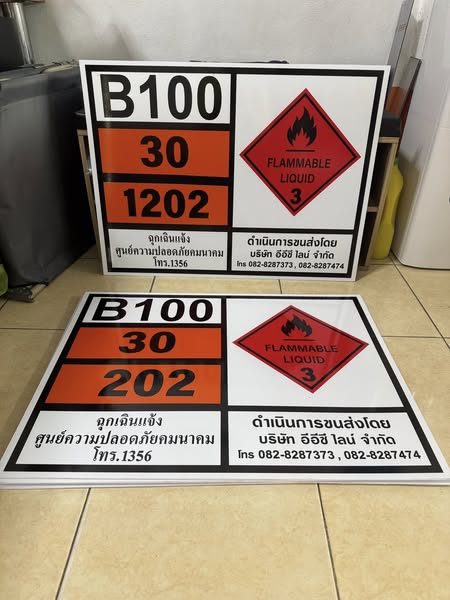 B100
30
1202
ฉุกเฉินแจ้ง
ศูนย์ความปลอดภัยคมนาคม
โทร.1356
FLAMMABLE
LIQUID
3
ดำเนินการขนส่งโดย
บริษัท อีอีซี ไลน์ จำกัด
โทร 082-8287373 , 082-8287474
B100
30
202
ฉุกเฉินแจ้ง
ศูนย์ความปลอดภัยคมนาคม
โทร.1356
FLAMMABLE
LIQUID
3
ดำเนินการขนส่งโดย
บริษัท อีอีซี ไลน์ จำกัด
โทร 082-8287373 , 082-8287474